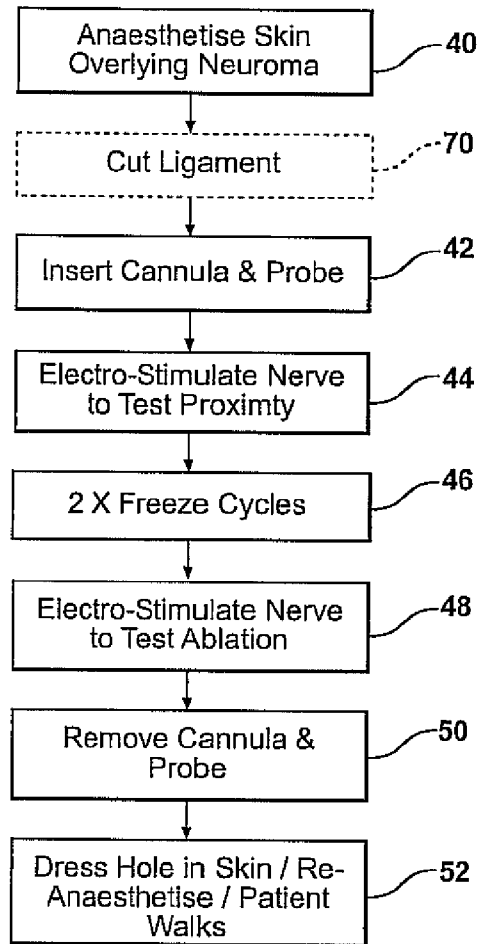 Anaesthetise Skin
Overlying Neuroma
40
Cut Ligament
70
Insert Cannula & Probe
42
Electro-Stimulate Nerve
to Test Proximty
44
2 X Freeze Cycles
46
Electro-Stimulate Nerve
to Test Ablation
48
Remove Cannula &
Probe
50
Dress Hole in Skin / Re-
Anaesthetise / Patient
Walks
52